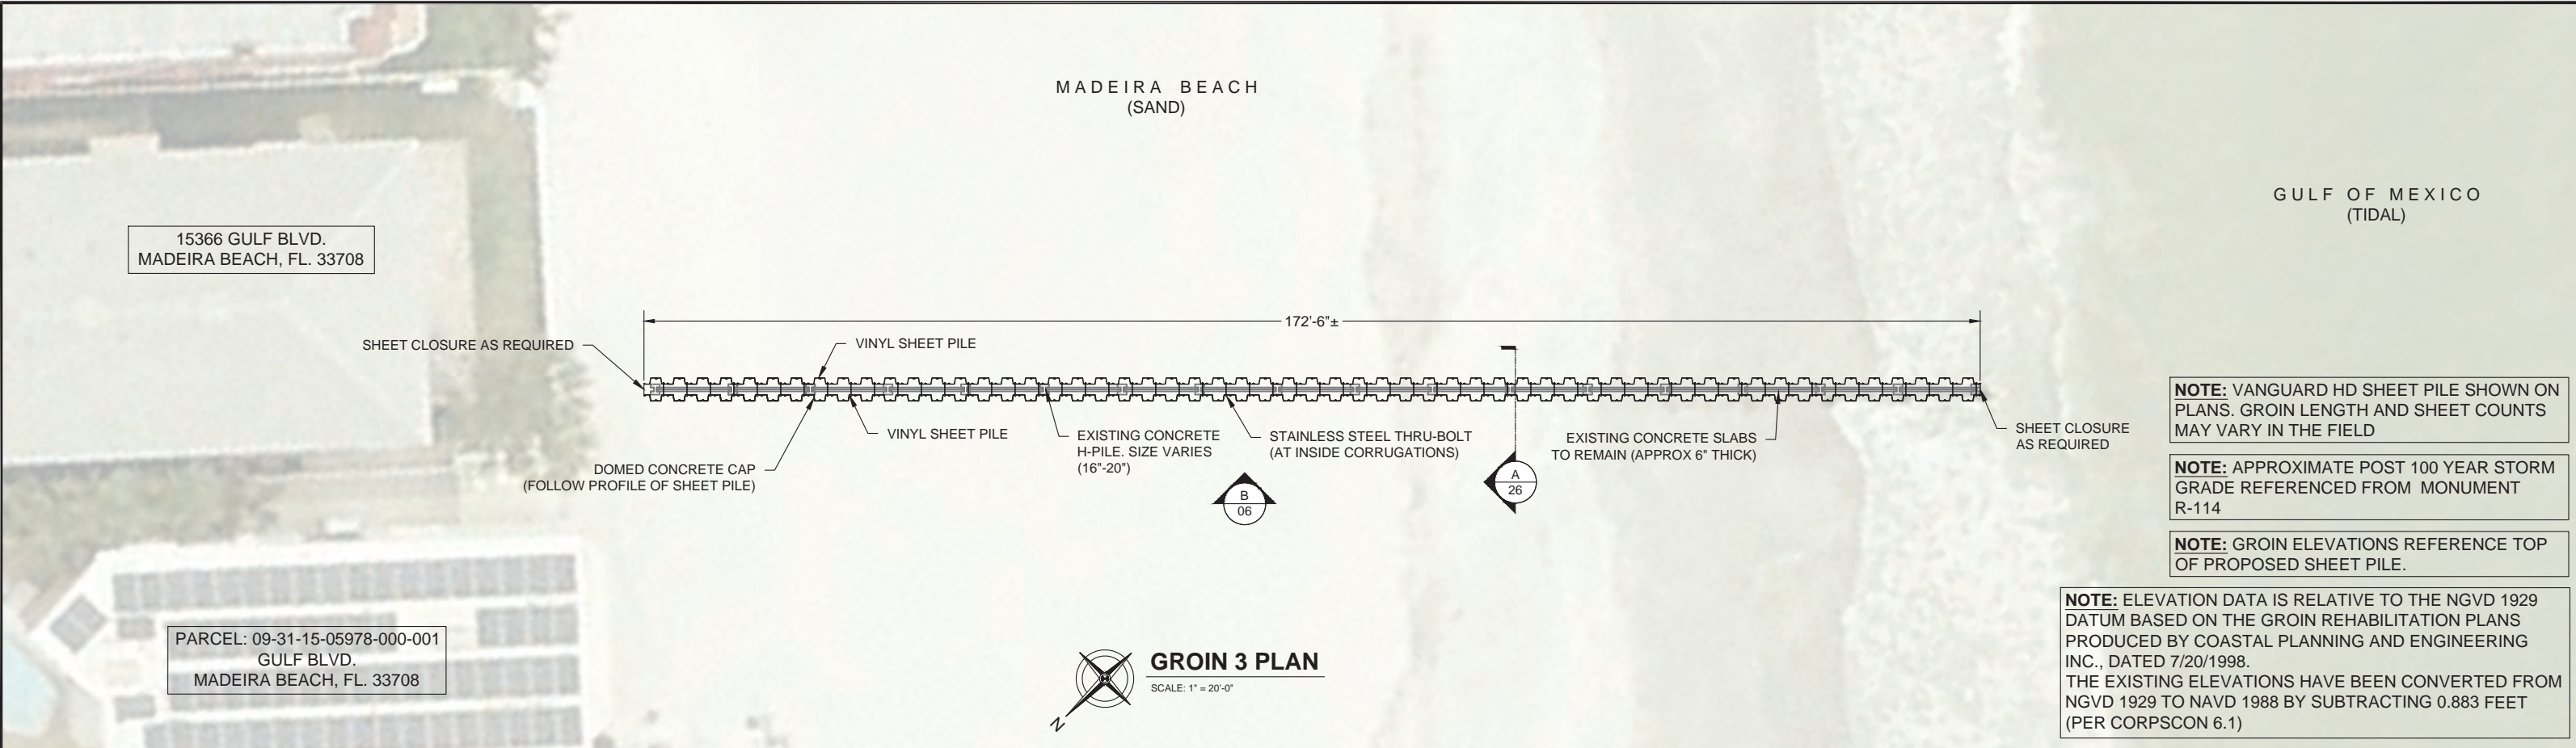 MADEIRA BEACH
(SAND)
GULF OF MEXICO
(TIDAL)
15366 GULF BLVD.
MADEIRA BEACH, FL. 33708
172'-6"±
SHEET CLOSURE AS REQUIRED
VINYL SHEET PILE
VINYL SHEET PILE
DOMED CONCRETE CAP
(FOLLOW PROFILE OF SHEET PILE)
EXISTING CONCRETE
H-PILE. SIZE VARIES
(16"-20")
STAINLESS STEEL THRU-BOLT
(AT INSIDE CORRUGATIONS)
EXISTING CONCRETE SLABS
TO REMAIN (APPROX 6" THICK)
SHEET CLOSURE
AS REQUIRED
B
06
A
26
NOTE: VANGUARD HD SHEET PILE SHOWN ON
PLANS. GROIN LENGTH AND SHEET COUNTS
MAY VARY IN THE FIELD
NOTE: APPROXIMATE POST 100 YEAR STORM
GRADE REFERENCED FROM MONUMENT
R-114
NOTE: GROIN ELEVATIONS REFERENCE TOP
OF PROPOSED SHEET PILE.
NOTE: ELEVATION DATA IS RELATIVE TO THE NGVD 1929
DATUM BASED ON THE GROIN REHABILITATION PLANS
PRODUCED BY COASTAL PLANNING AND ENGINEERING
INC., DATED 7/20/1998.
THE EXISTING ELEVATIONS HAVE BEEN CONVERTED FROM
NGVD 1929 TO NAVD 1988 BY SUBTRACTING 0.883 FEET
(PER CORPSCON 6.1)
PARCEL: 09-31-15-05978-000-001
GULF BLVD.
MADEIRA BEACH, FL. 33708
N
GROIN 3 PLAN
SCALE: 1" = 20'-0"